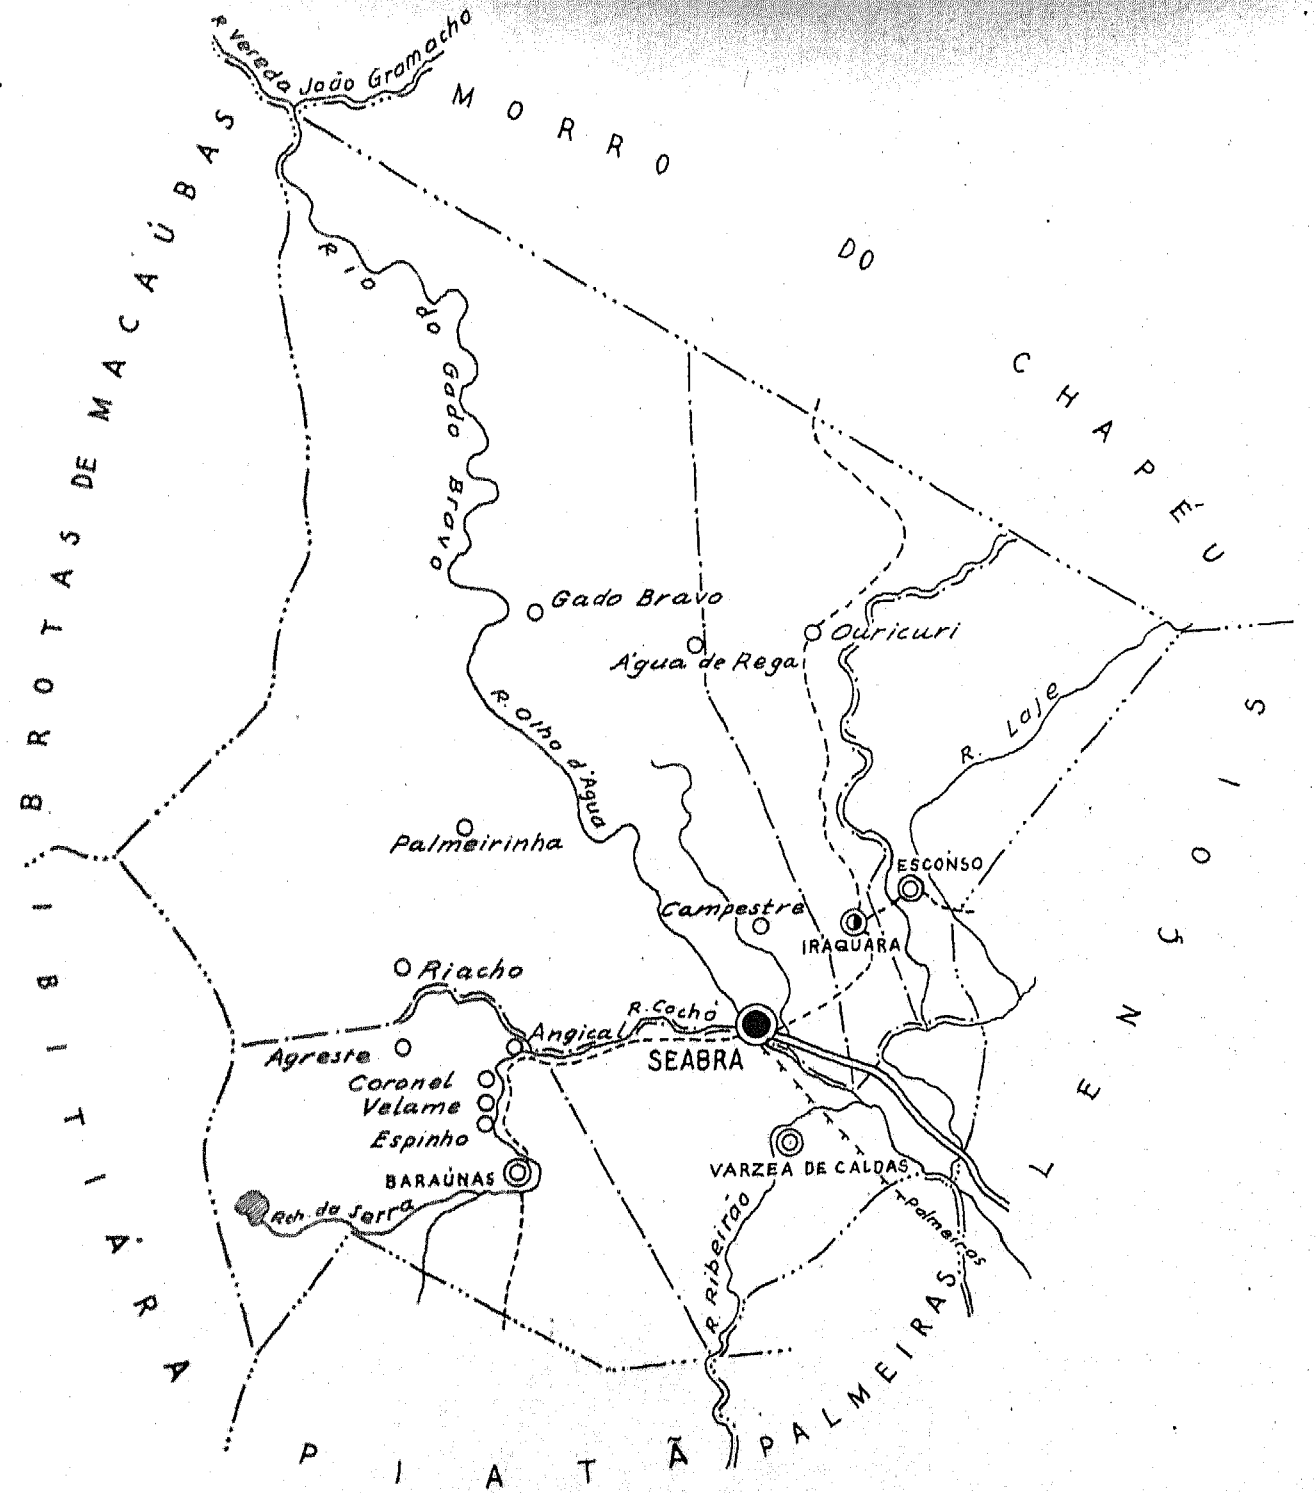 R. Vereda
João Gramacho
MORRO
DO
CHAPÉU
BROTAS DE MACAÚBAS
Rio do Gado Bravo
Gado Bravo
Ouricuri
Água de Rega
R. Laje
R. Olho d'Água
Palmeirinha
ESCONSO
Campestre
IRAQUARA
LENÇOIS
IBITIÁRA
Riacho
R. Cochó
Angical
Agreste
SEABRA
Coronel
Velame
Espinho
VARZEA DE CALDAS
BARAÚNAS
Rch. da Serra
R. Ribeirão
Palmeiras
PALMEIRAS
PIATÃ